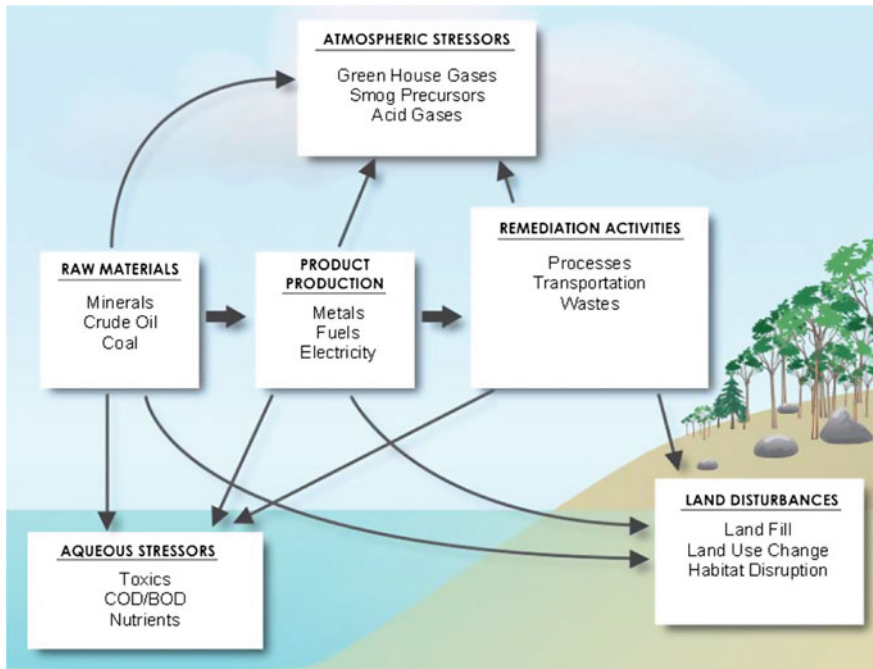 ATMOSPHERIC STRESSORS
Green House Gases
Smog Precursors
Acid Gases
RAW MATERIALS
Minerals
Crude Oil
Coal
PRODUCT
PRODUCTION
Metals
Fuels
Electricity
REMEDIATION ACTIVITIES
Processes
Transportation
Wastes
AQUEOUS STRESSORS
Toxics
COD/BOD
Nutrients
LAND DISTURBANCES
Land Fill
Land Use Change
Habitat Disruption